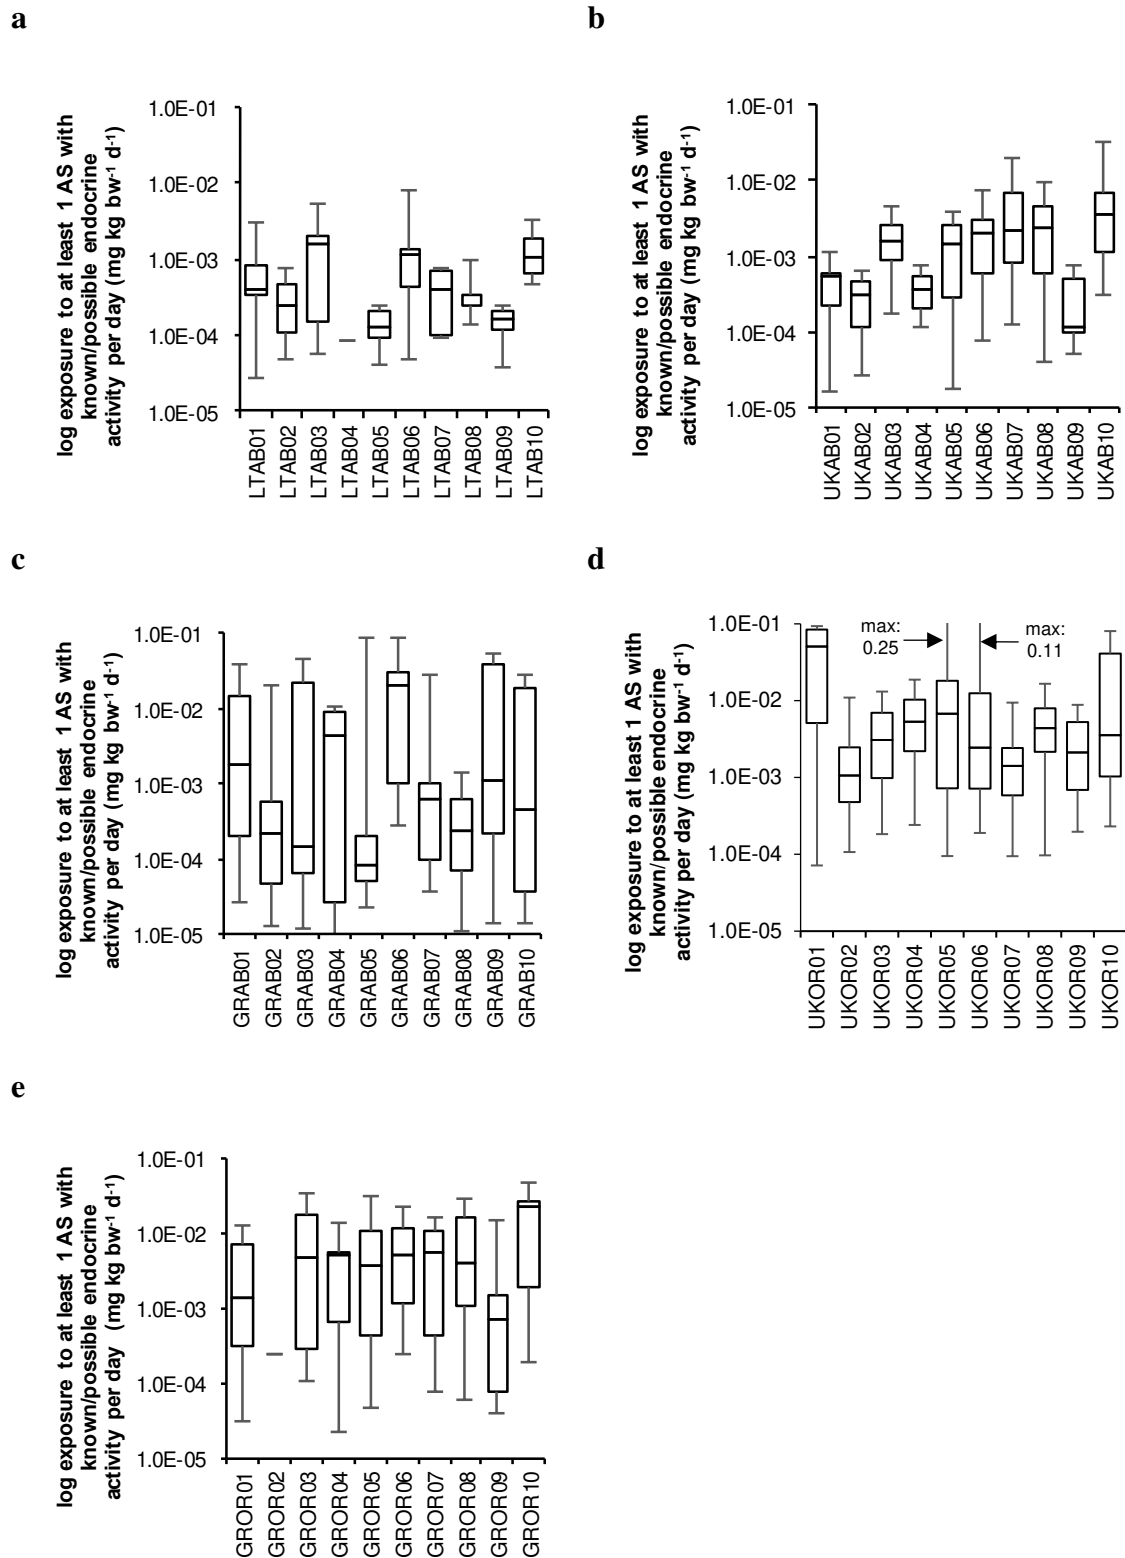 a
log exposure to at least 1 AS with
known/possible endocrine
activity per day (mg kg bw-1 d-1)
1.0E-01
1.0E-02
1.0E-03
1.0E-04
1.0E-05
LTAB01
LTAB02
LTAB03
LTAB04
LTAB05
LTAB06
LTAB07
LTAB08
LTAB09
LTAB10
b
log exposure to at least 1 AS with
known/possible endocrine
activity per day (mg kg bw-1 d-1)
1.0E-01
1.0E-02
1.0E-03
1.0E-04
1.0E-05
UKAB01
UKAB02
UKAB03
UKAB04
UKAB05
UKAB06
UKAB07
UKAB08
UKAB09
UKAB10
c
log exposure to at least 1 AS with
known/possible endocrine
activity per day (mg kg bw-1 d-1)
1.0E-01
1.0E-02
1.0E-03
1.0E-04
1.0E-05
GRAB01
GRAB02
GRAB03
GRAB04
GRAB05
GRAB06
GRAB07
GRAB08
GRAB09
GRAB10
d
log exposure to at least 1 AS with
known/possible endocrine
activity per day (mg kg bw-1 d-1)
1.0E-01
1.0E-02
1.0E-03
1.0E-04
1.0E-05
max:
0.25
max:
0.11
UKOR01
UKOR02
UKOR03
UKOR04
UKOR05
UKOR06
UKOR07
UKOR08
UKOR09
UKOR10
e
log exposure to at least 1 AS with
known/possible endocrine
activity per day (mg kg bw-1 d-1)
1.0E-01
1.0E-02
1.0E-03
1.0E-04
1.0E-05
GROR01
GROR02
GROR03
GROR04
GROR05
GROR06
GROR07
GROR08
GROR09
GROR10